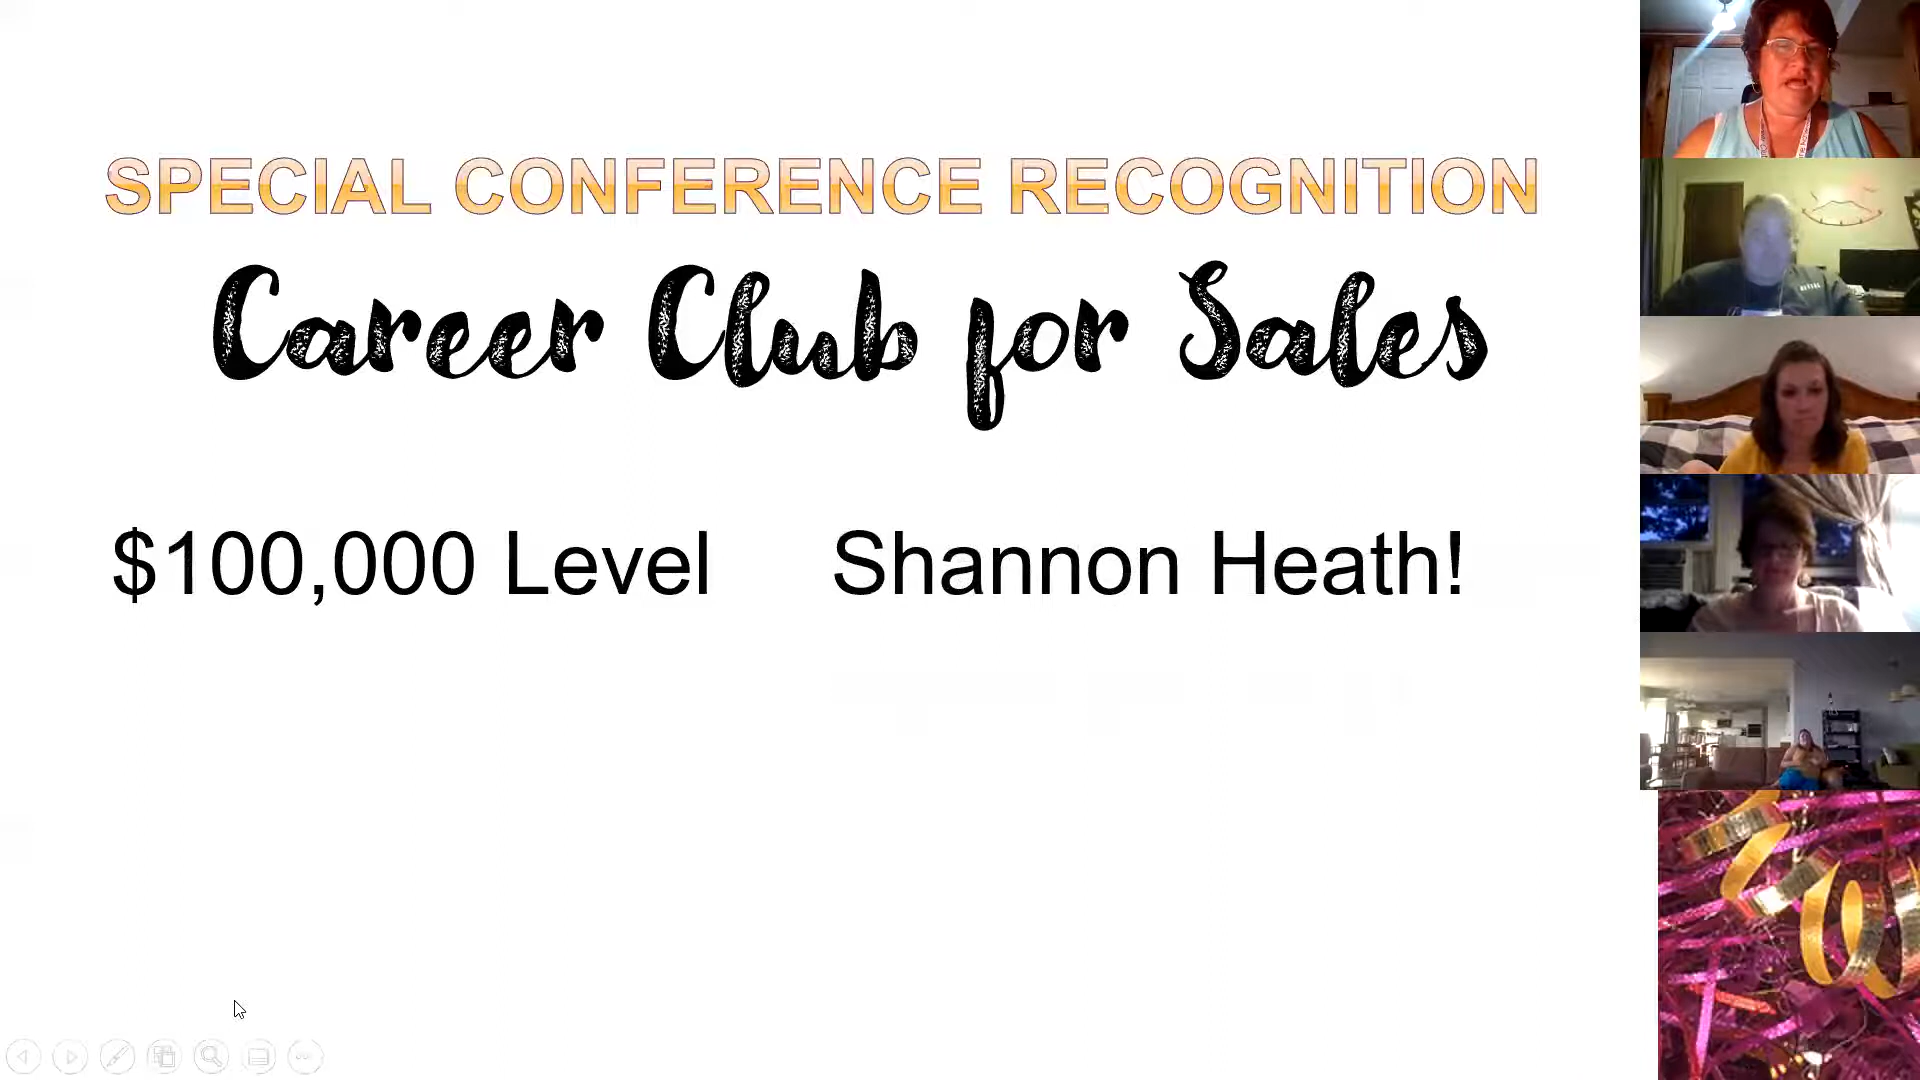 SPECIAL CONFERENCE RECOGNITION
Career Club for Sales
$100,000 Level Shannon Heath!